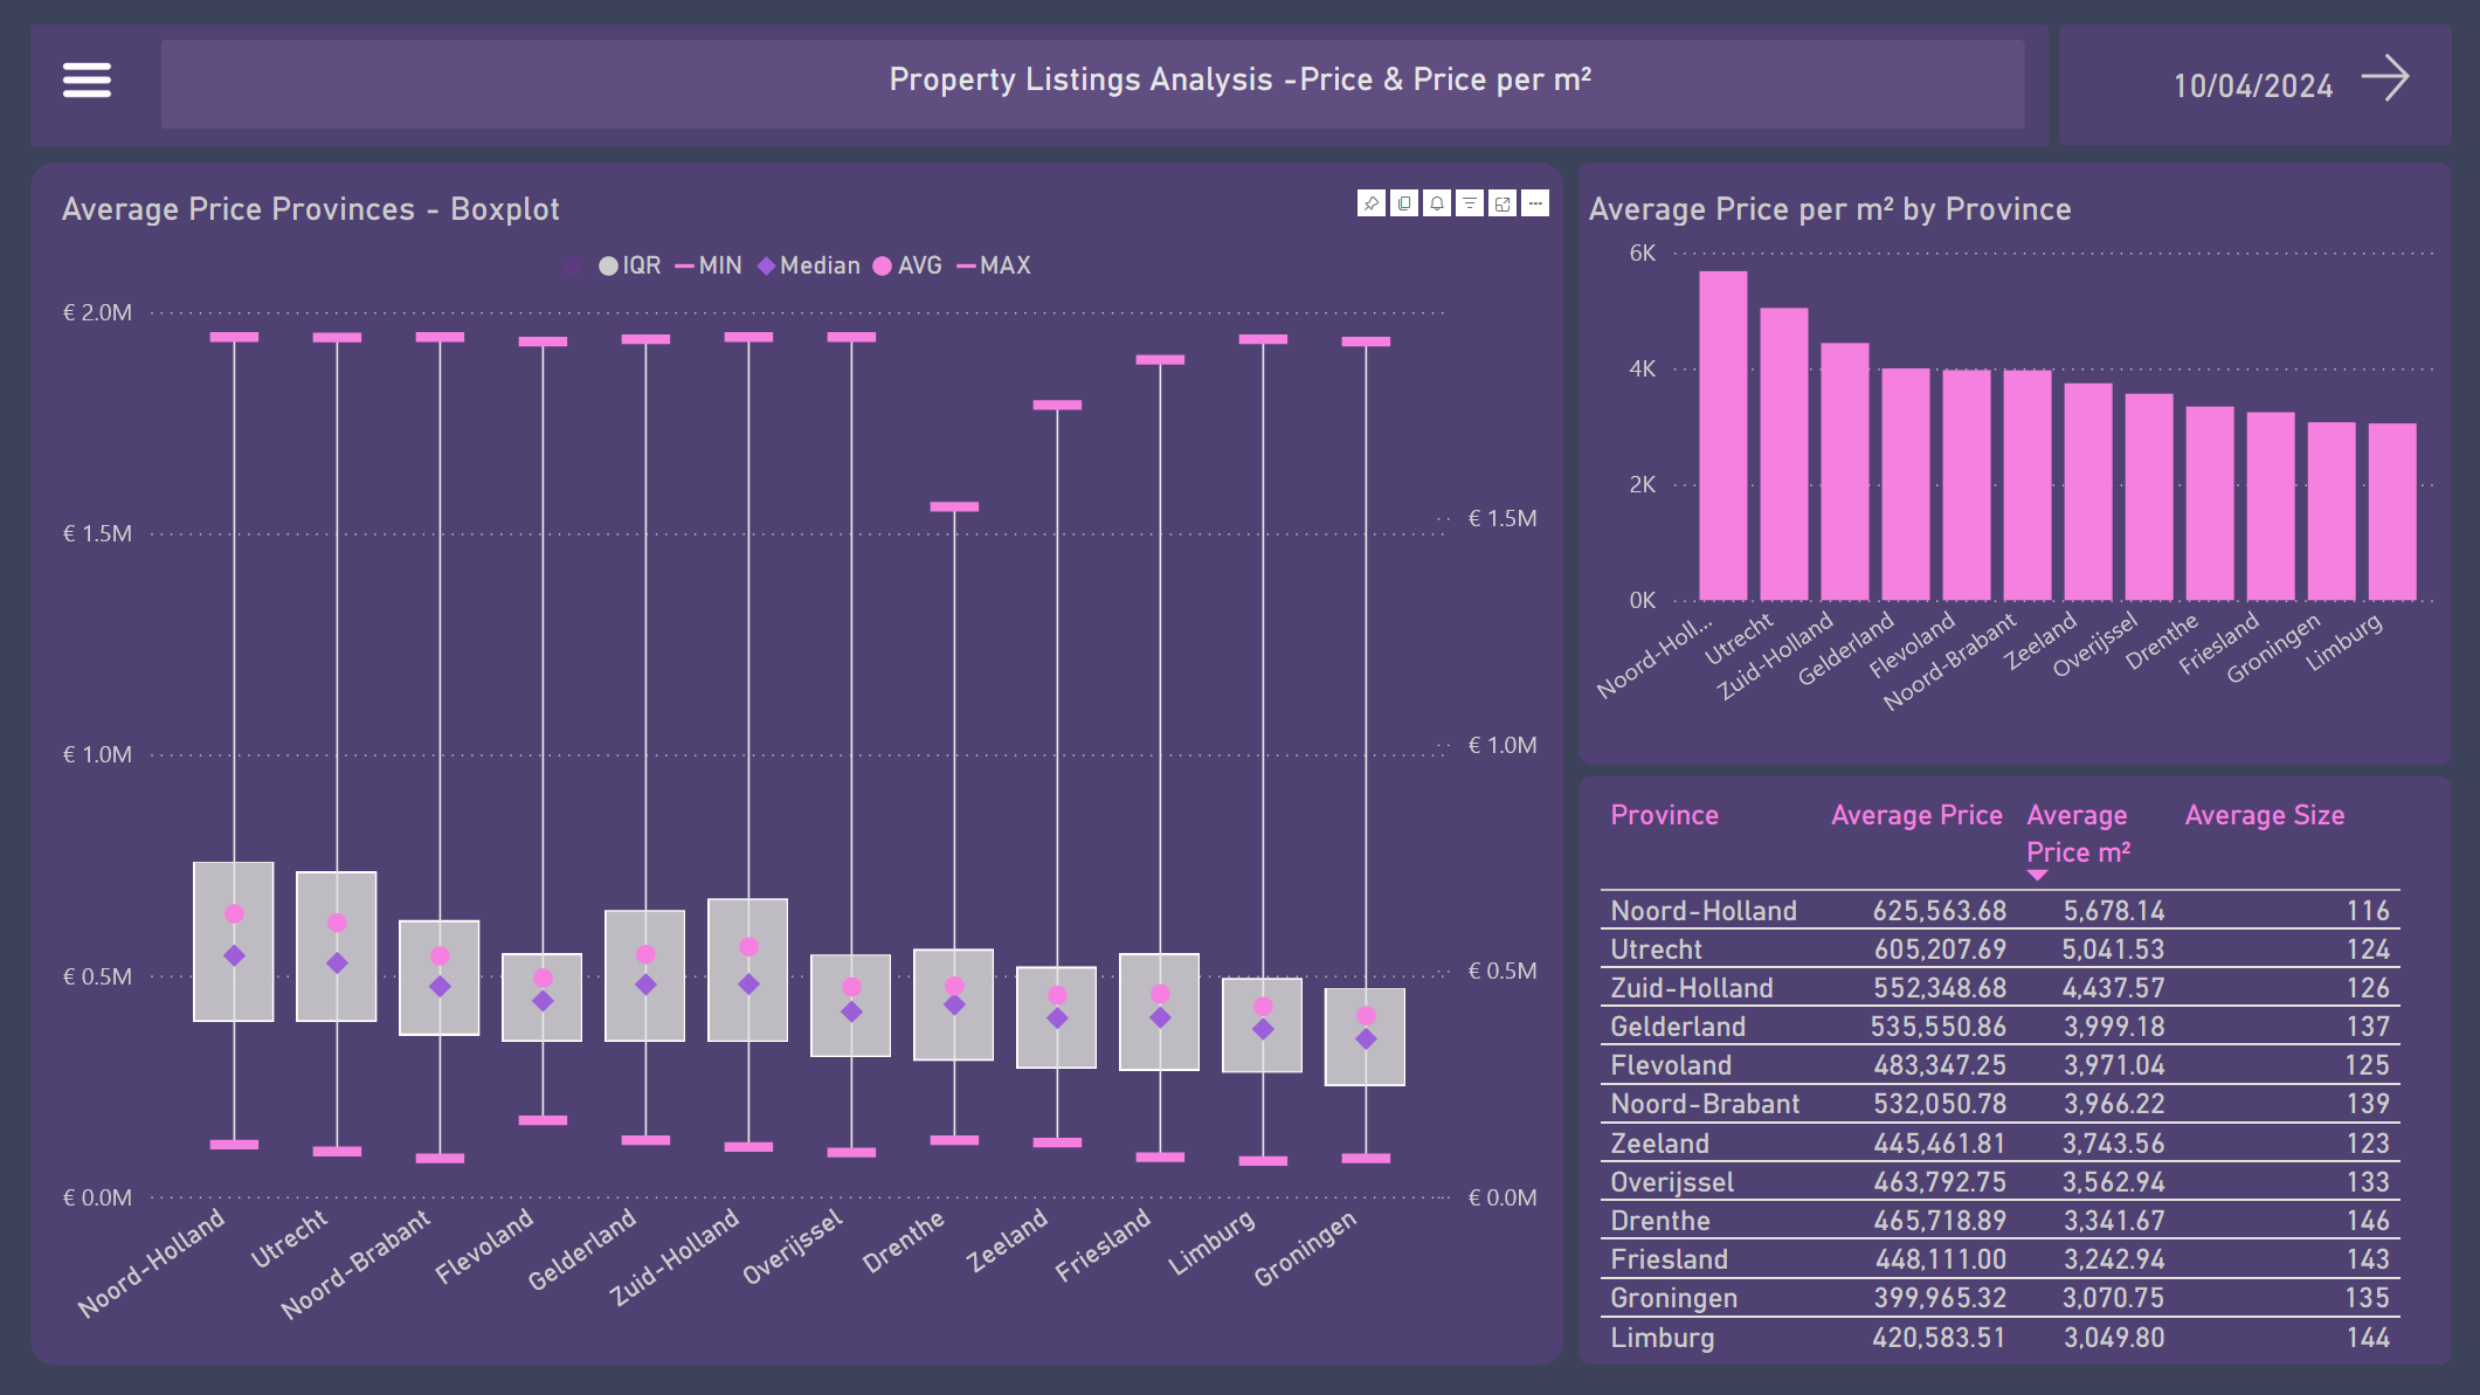 Property Listings Analysis -Price & Price per m²
10/04/2024
Average Price Provinces - Boxplot
IQR MIN Median AVG MAX
€ 2.0M
€ 1.5M
€ 1.0M
€ 0.5M
€ 0.0M
€ 1.5M
€ 1.0M
€ 0.5M
€ 0.0M
Noord-Holland
Utrecht
Noord-Brabant
Flevoland
Gelderland
Zuid-Holland
Overijssel
Drenthe
Zeeland
Friesland
Limburg
Groningen
Average Price per m² by Province
6K
4K
2K
0K
Noord-Holl...
Utrecht
Zuid-Holland
Gelderland
Flevoland
Noord-Brabant
Zeeland
Overijssel
Drenthe
Friesland
Groningen
Limburg
Province Average Price Average Price m² Average Size
Noord-Holland 625,563.68 5,678.14 116
Utrecht 605,207.69 5,041.53 124
Zuid-Holland 552,348.68 4,437.57 126
Gelderland 535,550.86 3,999.18 137
Flevoland 483,347.25 3,971.04 125
Noord-Brabant 532,050.78 3,966.22 139
Zeeland 445,461.81 3,743.56 123
Overijssel 463,792.75 3,562.94 133
Drenthe 465,718.89 3,341.67 146
Friesland 448,111.00 3,242.94 143
Groningen 399,965.32 3,070.75 135
Limburg 420,583.51 3,049.80 144